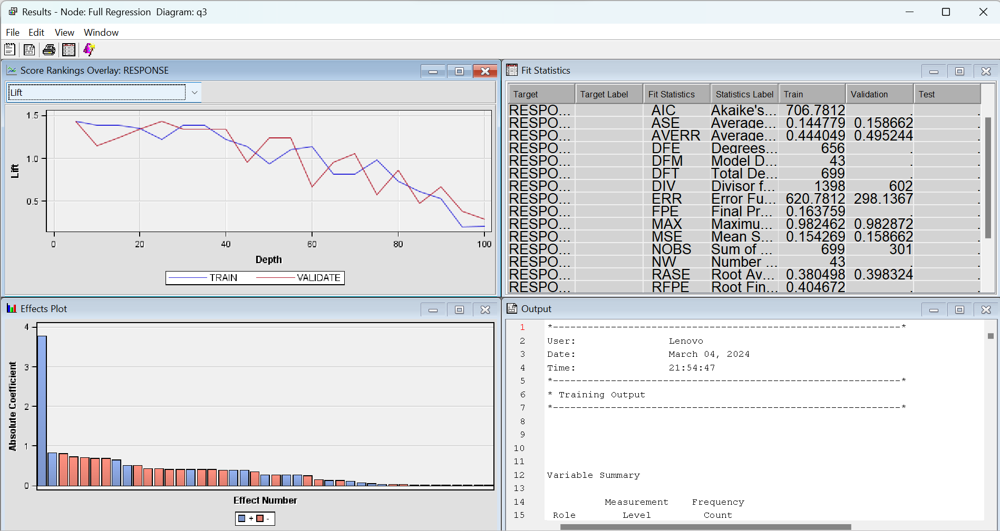 Results - Node: Full Regression  Diagram: q3
File Edit View Window
Score Rankings Overlay: RESPONSE
Lift
1.5
1.0
0.5
Lift
0 20 40 60 80 100
Depth
TRAIN VALIDATE
Fit Statistics
Target Target Label Fit Statistics Statistics Label Train Validation Test
RESPO... AIC Akaike's... 706.7812 . .
RESPO... ASE Average... 0.144779 0.158662 .
RESPO... AVERR Average... 0.444049 0.495244 .
RESPO... DFE Degrees... 656 . .
RESPO... DFM Model D... 43 . .
RESPO... DFT Total De... 699 . .
RESPO... DIV Divisor f... 1398 602 .
RESPO... ERR Error Fu... 620.7812 298.1367 .
RESPO... FPE Final Pr... 0.163759 . .
RESPO... MAX Maximu... 0.982462 0.982872 .
RESPO... MSE Mean S... 0.154269 0.158662 .
RESPO... NOBS Sum of ... 699 301 .
RESPO... NW Number ... 43 . .
RESPO... RASE Root Av... 0.380498 0.398324 .
RESPO... RFPE Root Fin... 0.404672 . .
Effects Plot
4
3
2
1
0
Absolute Coefficient
Effect Number
+ -
Output
1 *------------------------------------------------------------*
2 User: Lenovo
3 Date: March 04, 2024
4 Time: 21:54:47
5 *------------------------------------------------------------*
6 * Training Output
7 *------------------------------------------------------------*
8
9
10
11
12 Variable Summary
13
14 Measurement Frequency
15 Role Level Count